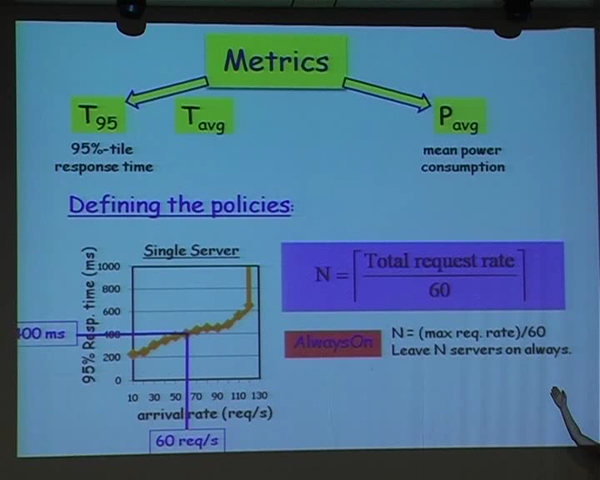 Metrics
T95
Tavg
Pavg
95%-tile
response time
mean power
consumption
Defining the policies:
Single Server
95% Resp. time (ms)
1000
800
600
400
200
0
10 30 50 70 90 110 130
arrival rate (req/s)
400 ms
60 req/s
N = ⌈Total request rate
60⌉
AlwaysOn
N = (max req. rate)/60
Leave N servers on always.